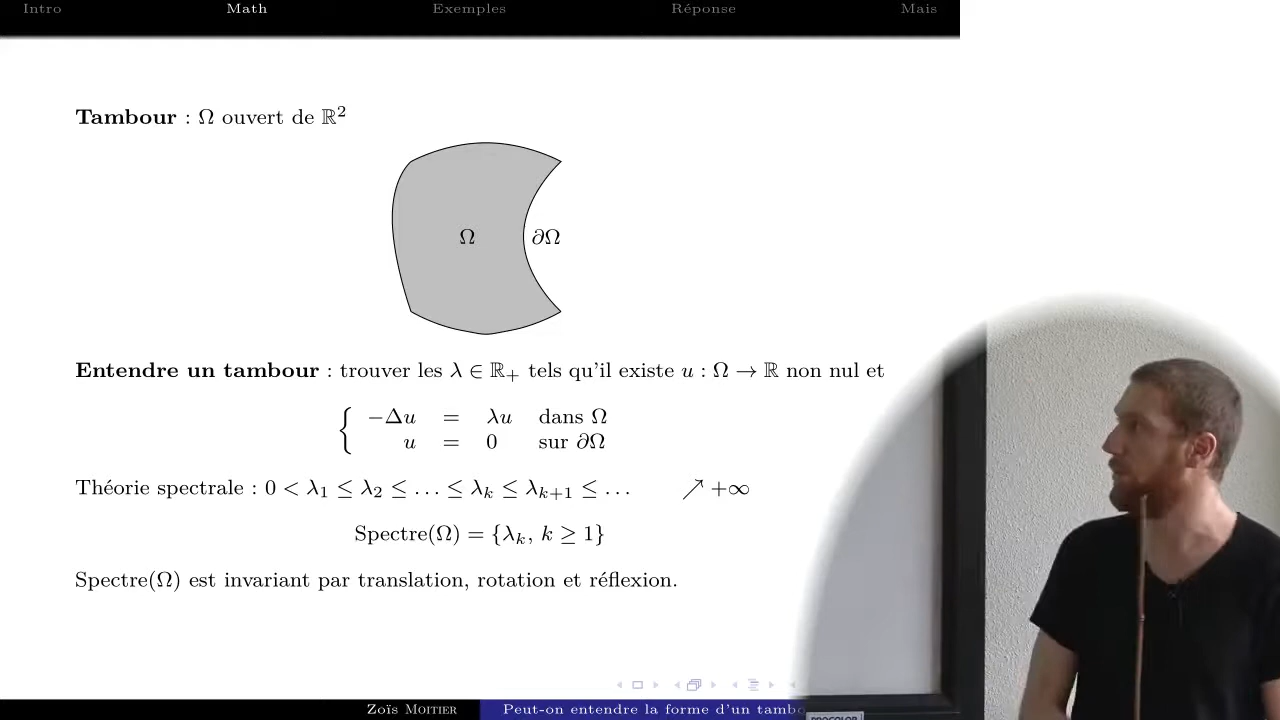 Intro Math Exemples Réponse Mais
Tambour : Ω ouvert de ℝ²
Ω ∂Ω
Entendre un tambour : trouver les λ ∈ ℝ₊ tels qu'il existe u : Ω → ℝ non nul et
−Δu = λu dans Ω
u = 0 sur ∂Ω
Théorie spectrale : 0 < λ₁ ≤ λ₂ ≤ … ≤ λₖ ≤ λₖ₊₁ ≤ … ↗ +∞
Spectre(Ω) = {λₖ, k ≥ 1}
Spectre(Ω) est invariant par translation, rotation et réflexion.
Zoïs Moitier Peut-on entendre la forme d'un tambo